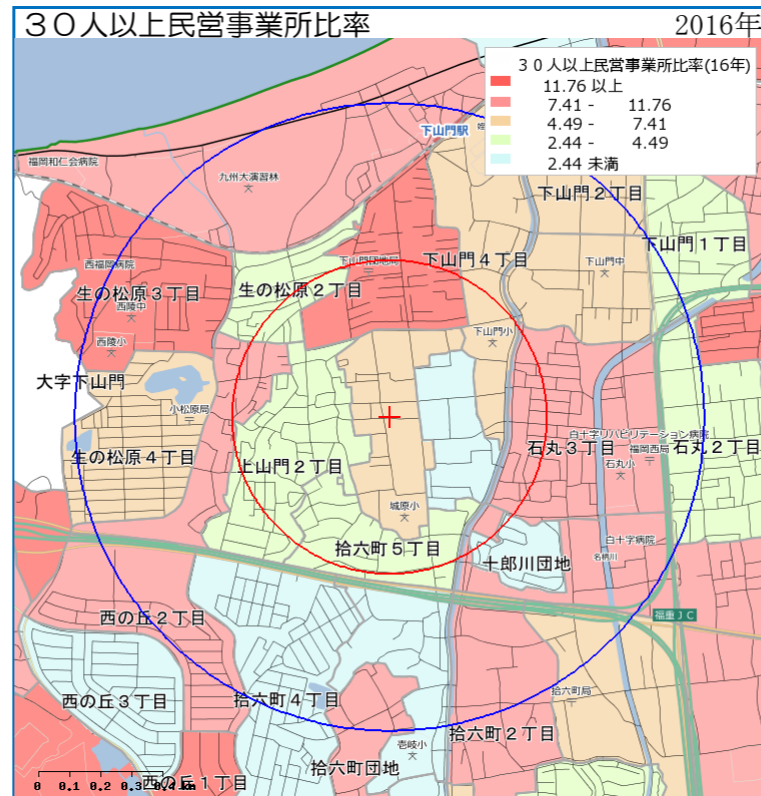 ３０人以上民営事業所比率
2016年
３０人以上民営事業所比率(16年)
11.76 以上
7.41 - 11.76
4.49 - 7.41
2.44 - 4.49
2.44 未満
下山門駅
福岡和仁会病院
九州大演習林
下山門２丁目
下山門１丁目
下山門団地局
下山門４丁目
下山門中
西福岡病院
生の松原３丁目
西陵中
生の松原２丁目
下山門小
西陵小
大字下山門
小松原局
生の松原４丁目
上山門２丁目
石丸３丁目
白十字リハビリテーション病院
福岡西局
石丸２丁目
石丸小
城原小
拾六町５丁目
十郎川団地
白十字病院
名柄川
西の丘２丁目
福重ＪＣ
西の丘３丁目
拾六町４丁目
拾六町局
拾六町２丁目
壱岐小
拾六町団地
西の丘１丁目
0 0.1 0.2 0.3 0.4 km